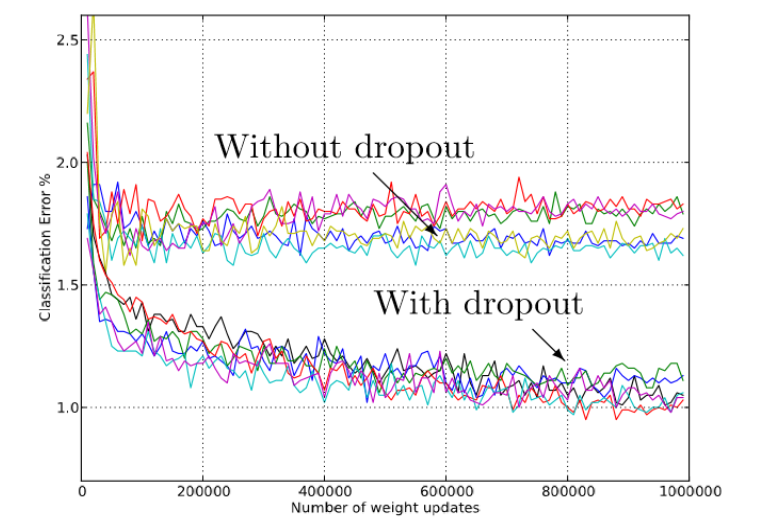 2.5
Without dropout
2.0
Classification Error %
1.5
With dropout
1.0
0 200000 400000 600000 800000 1000000
Number of weight updates